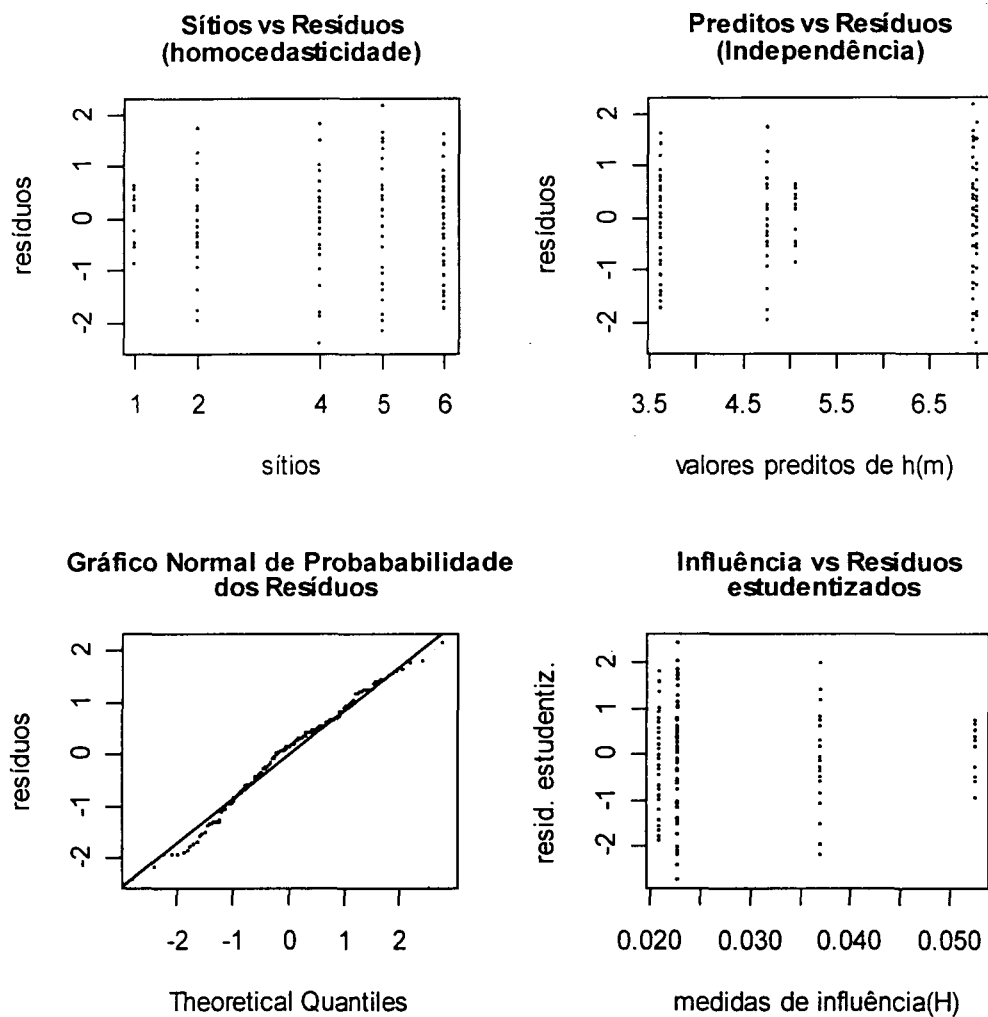 Sítios vs Resíduos
(homocedasticidade)
resíduos
2
1
0
-1
-2
1
2
4
5
6
sítios
Preditos vs Resíduos
(Independência)
resíduos
2
1
0
-1
-2
3.5
4.5
5.5
6.5
valores preditos de h(m)
Gráfico Normal de Probababilidade
dos Resíduos
resíduos
2
1
0
-1
-2
-2
-1
0
1
2
Theoretical Quantiles
Influência vs Resíduos
estudentizados
resid. estudentiz.
2
1
0
-1
-2
0.020
0.030
0.040
0.050
medidas de influência(H)